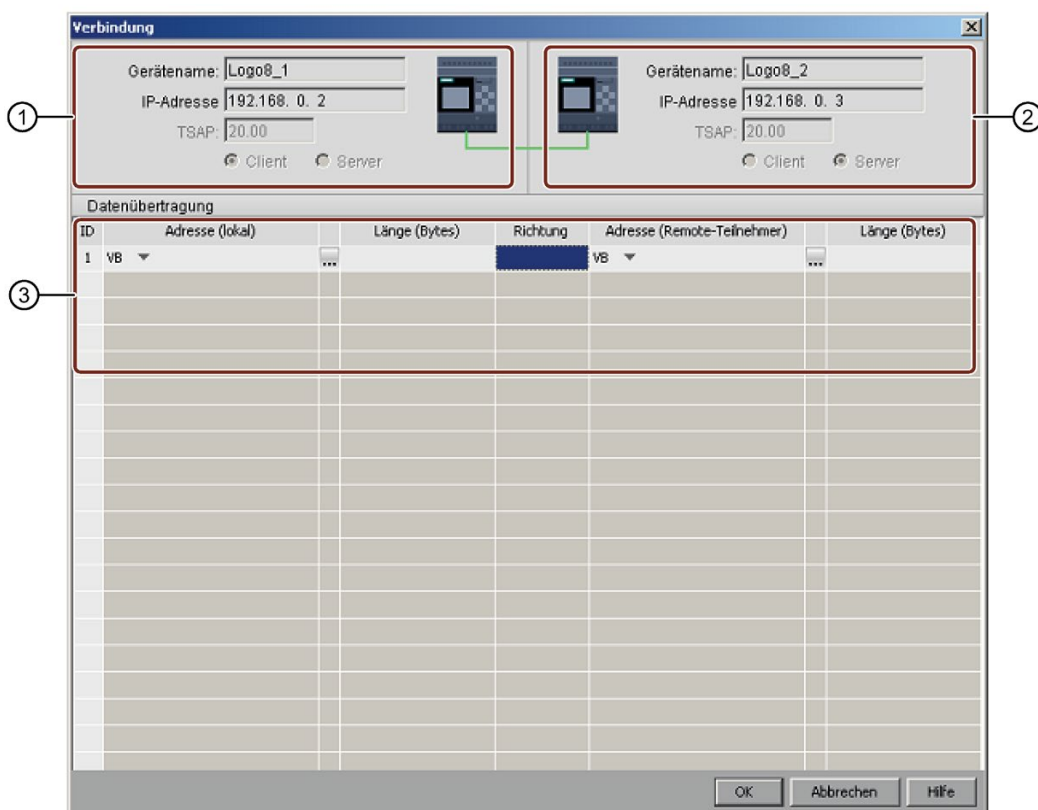 Verbindung
Gerätename: Logo8_1
IP-Adresse 192.168. 0. 2
TSAP: 20.00
Client Server
①
Gerätename: Logo8_2
IP-Adresse 192.168. 0. 3
TSAP: 20.00
Client Server
②
Datenübertragung
ID Adresse (lokal) Länge (Bytes) Richtung Adresse (Remote-Teilnehmer) Länge (Bytes)
1 VB ... VB ...
③
OK Abbrechen Hilfe